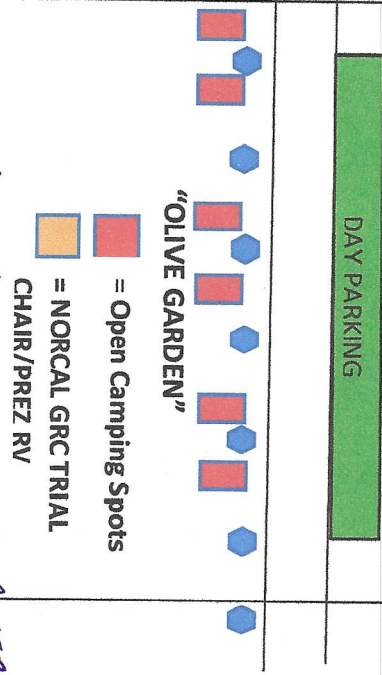 DAY PARKING
"OLIVE GARDEN"
= Open Camping Spots
= NORCAL GRC TRIAL
CHAIR/PREZ RV